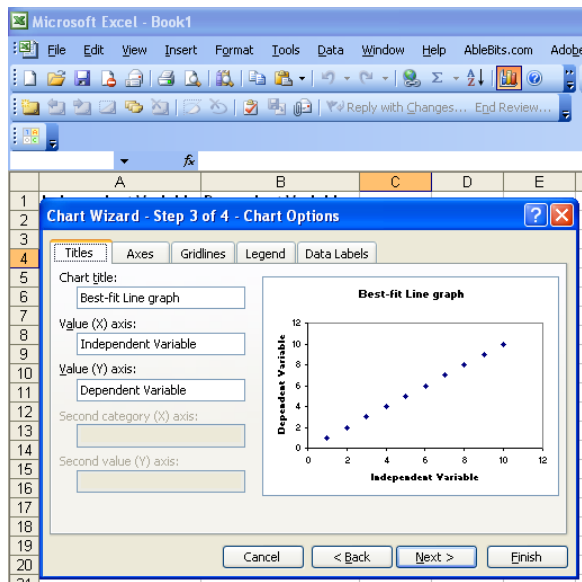 Microsoft Excel - Book1
File Edit View Insert Format Tools Data Window Help AbleBits.com Adobe
Reply with Changes... End Review...
fx
A B C D E
1
2
3
4
5
6
7
8
9
10
11
12
13
14
15
16
17
18
19
20
21
Chart Wizard - Step 3 of 4 - Chart Options
Titles Axes Gridlines Legend Data Labels
Chart title:
Best-fit Line graph
Value (X) axis:
Independent Variable
Value (Y) axis:
Dependent Variable
Second category (X) axis:
Second value (Y) axis:
Best-fit Line graph
Dependent Variable
12
10
8
6
4
2
0
0 2 4 6 8 10 12
Independent Variable
Cancel < Back Next > Finish